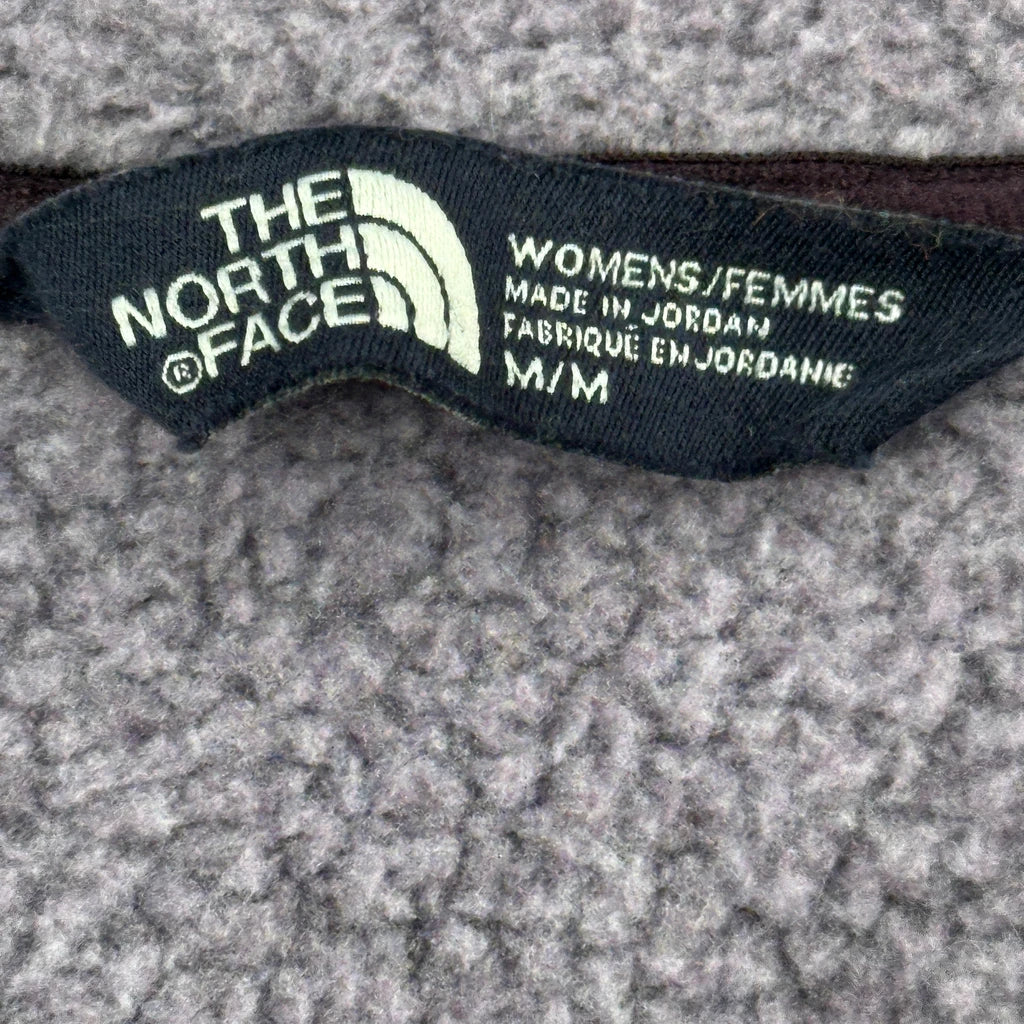 THE
NORTH
®FACE
WOMENS/FEMMES
MADE IN JORDAN
FABRIQUÉ EN JORDANIE
M/M